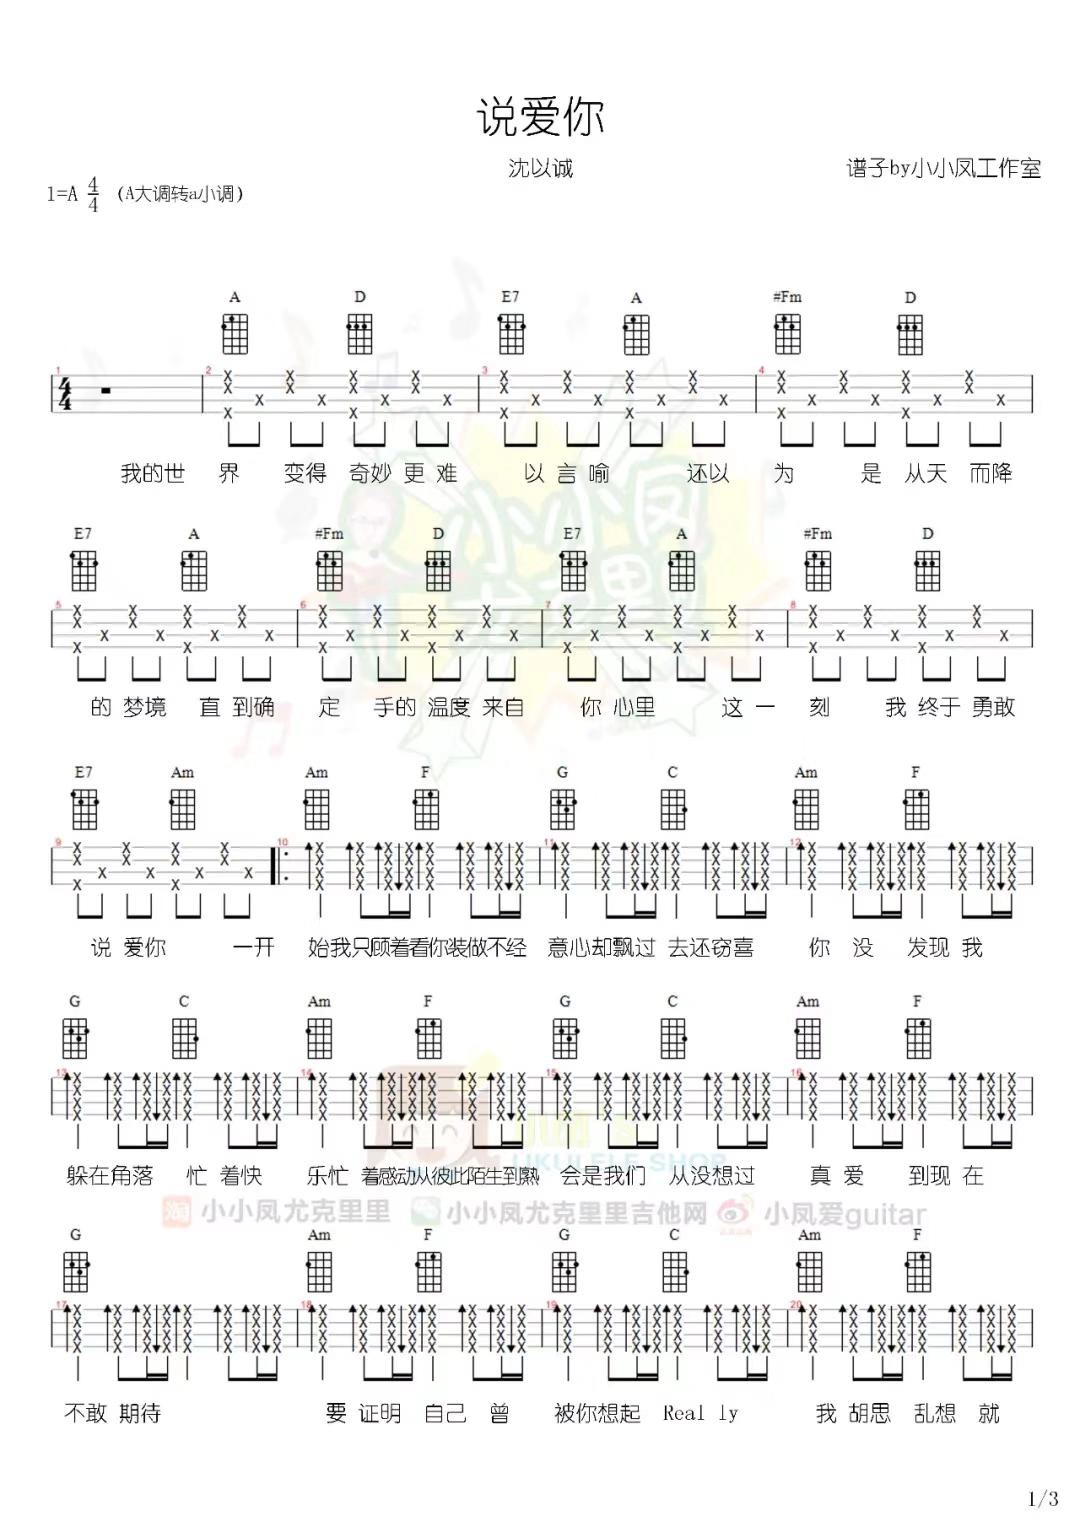 说爱你
沈以诚
谱子by小小凤工作室
1=A 4/4 (A大调转a小调)
A D E7 A #Fm D
1 2 3 4
我的世 界 变得 奇妙 更 难 以 言 喻 还以 为 是 从天 而降
E7 A #Fm D E7 A #Fm D
5 6 7 8
的 梦境 直 到确 定 手的 温度 来自 你 心里 这 一 刻 我 终于 勇敢
E7 Am Am F G C Am F
9 10 11 12
说 爱你 一开 始我只顾着看你装做不经 意心却飘过 去还窃喜 你 没 发现 我
G C Am F G C Am F
13 14 15 16
躲在角落 忙 着快 乐忙 着感动从彼此陌生到熟 会是我们 从没想过 真 爱 到现 在
小凤's
UKULELE SHOP
小小凤尤克里里 小小凤尤克里里吉他网 小凤爱guitar
G Am F G C Am F
17 18 19 20
不敢 期待 要 证明 自己 曾 被你想起 Really 我 胡思 乱想 就
1/3